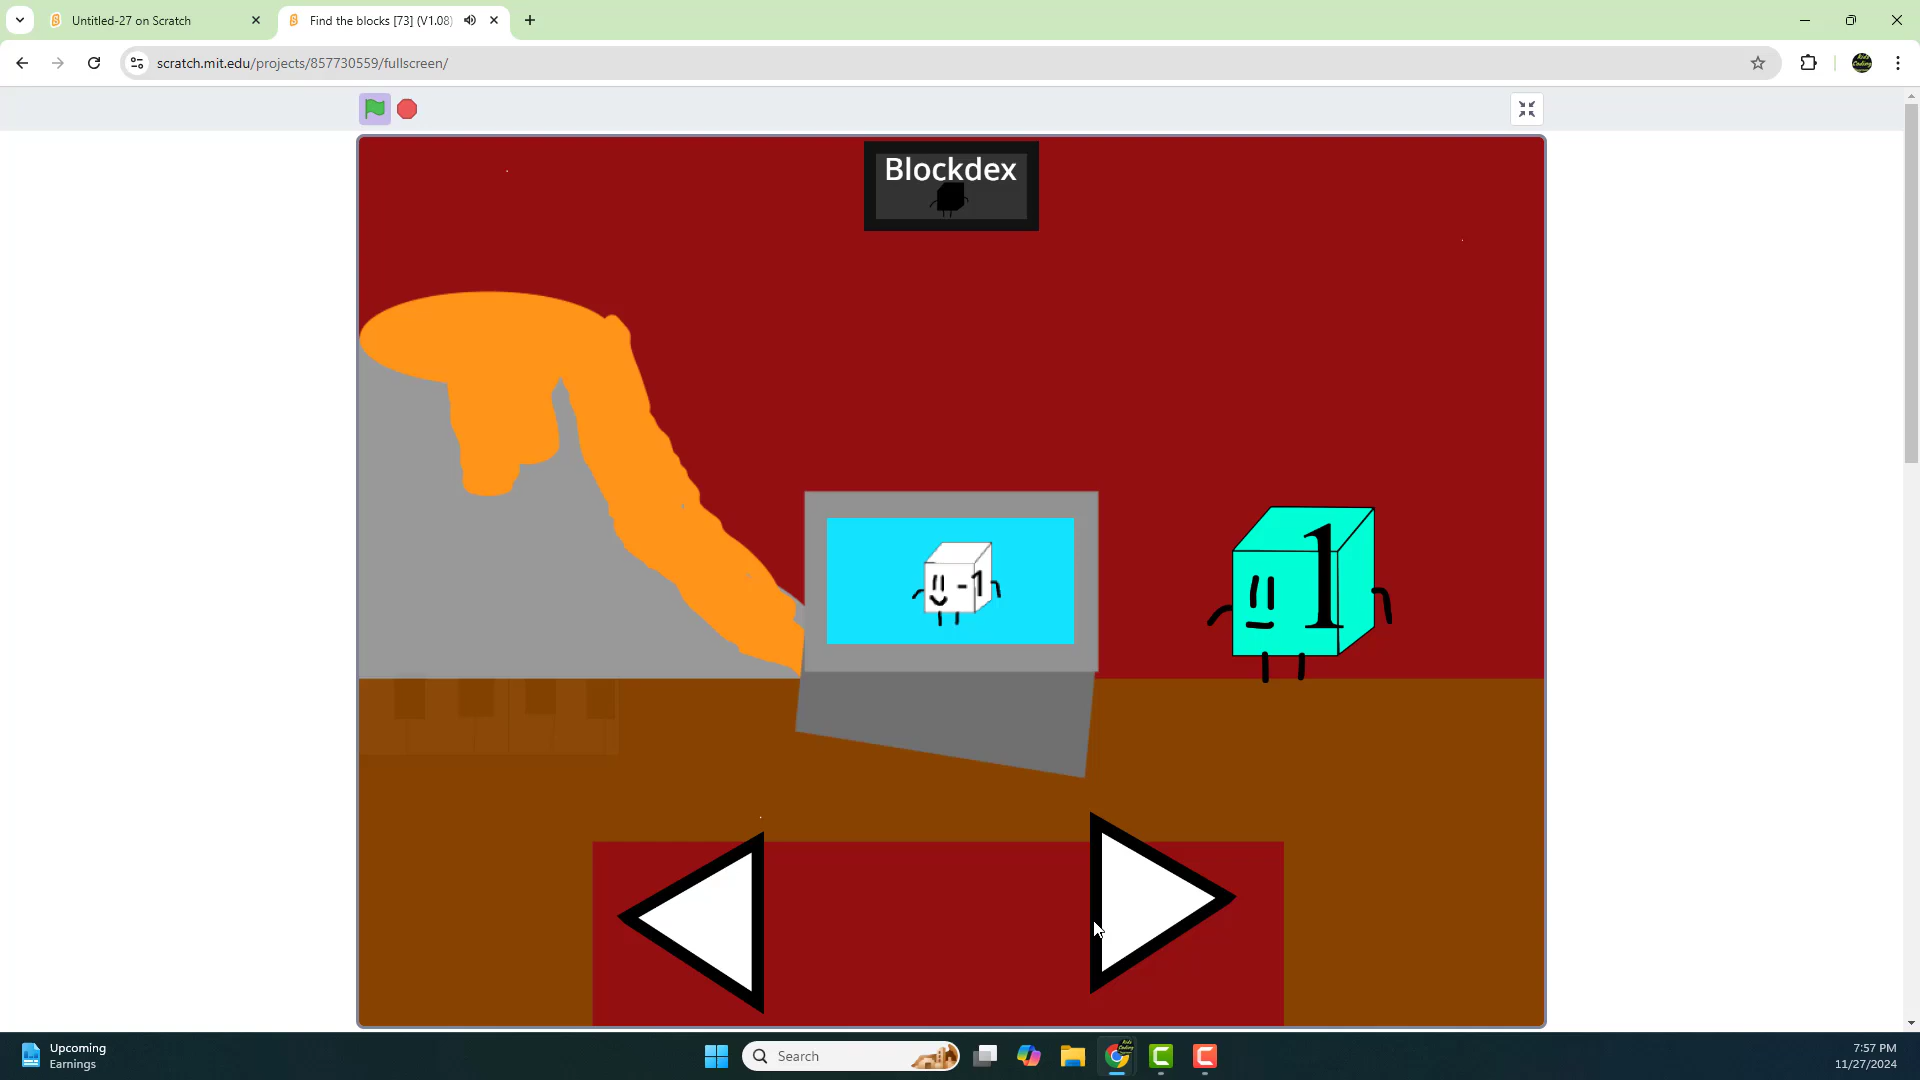 Untitled-27 on Scratch
Find the blocks [73] (V1.08)
scratch.mit.edu/projects/857730559/fullscreen/
Blockdex
-1
1
Upcoming
Earnings
Search
7:57 PM
11/27/2024